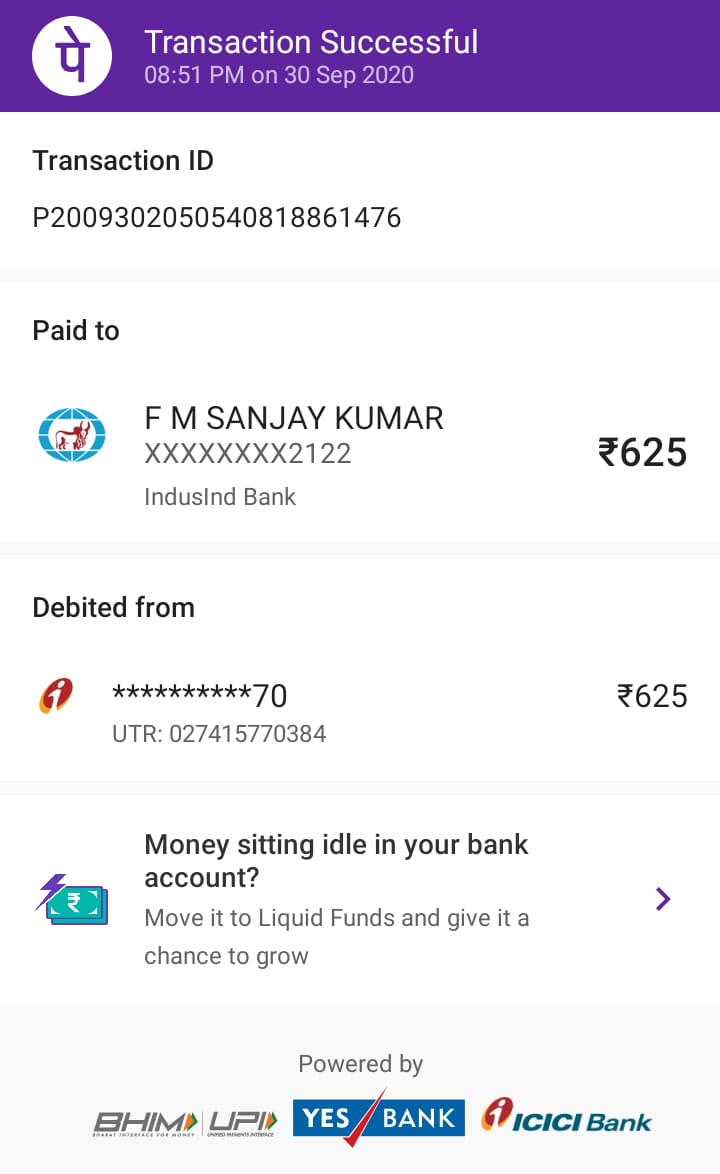 पे
Transaction Successful
08:51 PM on 30 Sep 2020
Transaction ID
P2009302050540818861476
Paid to
F M SANJAY KUMAR
XXXXXXXX2122
₹625
IndusInd Bank
Debited from
**********70
₹625
UTR: 027415770384
Money sitting idle in your bank
account?
₹
Move it to Liquid Funds and give it a
chance to grow
Powered by
BHIM UPI YES BANK ICICI Bank
BHARAT INTERFACE FOR MONEY UNIFIED PAYMENTS INTERFACE